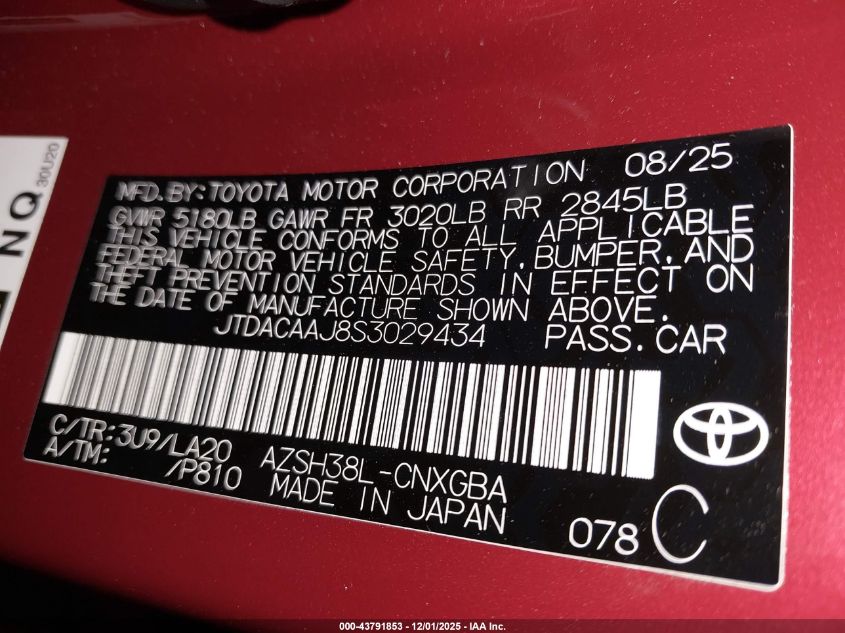 30U20
NQ
MFD.BY:TOYOTA MOTOR CORPORATION 08/25
GVWR 5180LB GAWR FR 3020LB RR 2845LB
THIS VEHICLE CONFORMS TO ALL APPLICABLE
FEDERAL MOTOR VEHICLE SAFETY,BUMPER,AND
THEFT PREVENTION STANDARDS IN EFFECT ON
THE DATE OF MANUFACTURE SHOWN ABOVE.
JTDACAAJ8S3029434 PASS.CAR
C/TR:3U9/LA20 AZSH38L-CNXGBA
A/TM: /P810 MADE IN JAPAN
078 C
000-43791853 - 12/01/2025 - IAA Inc.